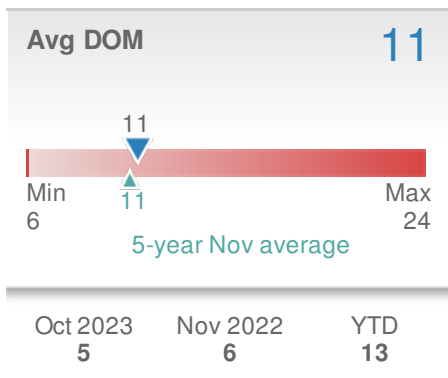 Avg DOM 11
11
Min Max
6 24
11
5-year Nov average
Oct 2023 Nov 2022 YTD
5 6 13